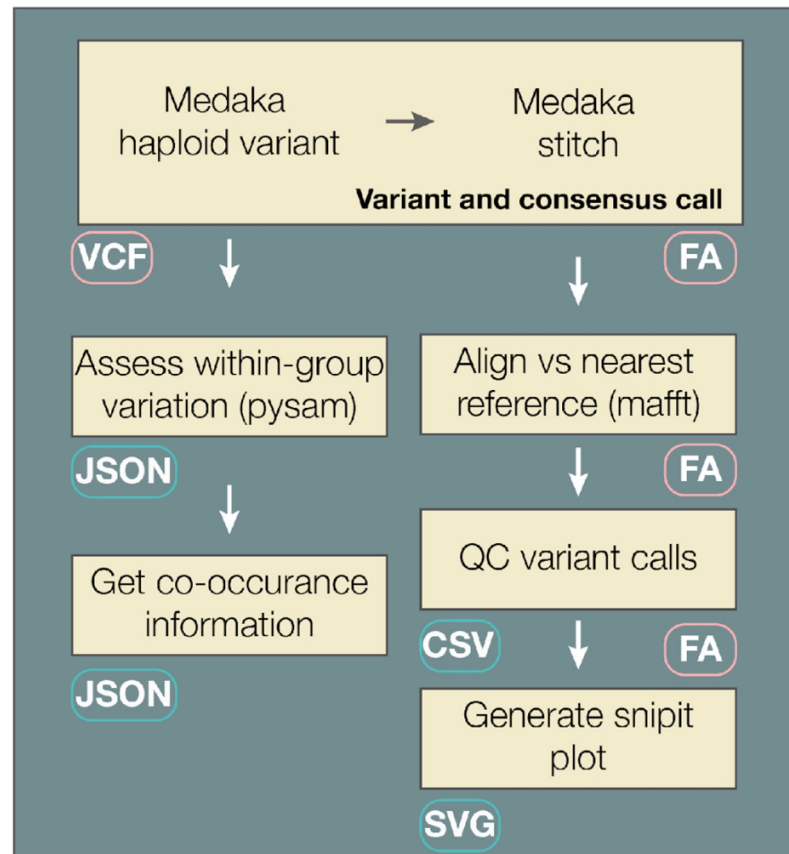 Medaka
haploid variant
Medaka
stitch
Variant and consensus call
VCF
FA
Assess within-group
variation (pysam)
Align vs nearest
reference (mafft)
JSON
FA
Get co-occurance
information
QC variant calls
JSON
CSV
FA
Generate snipit
plot
SVG